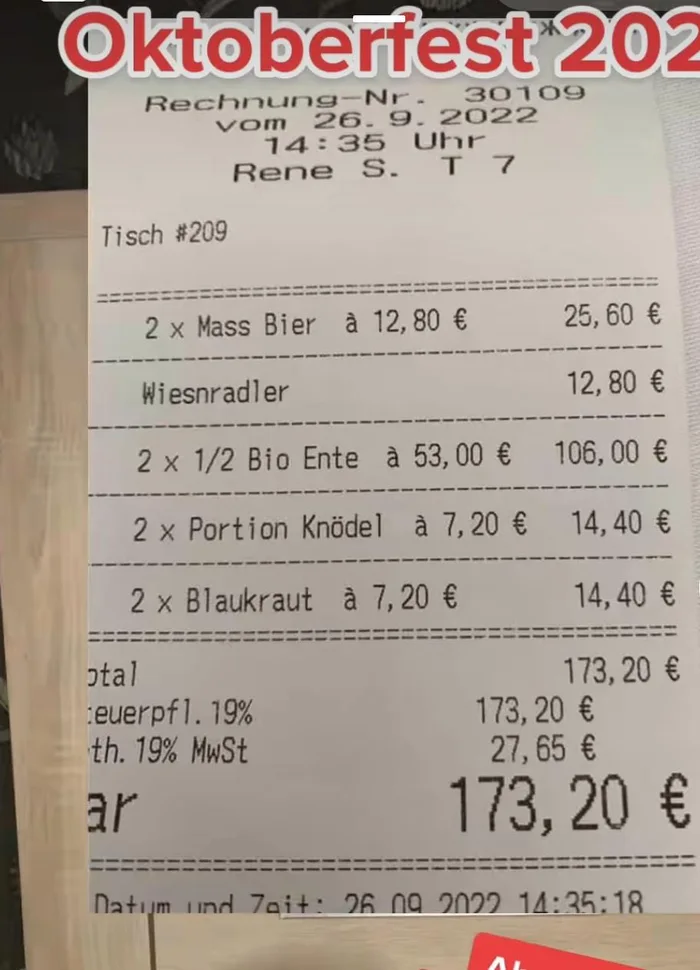 Oktoberfest 202
Rechnung-Nr. 30109
vom 26.9.2022
14:35 Uhr
Rene S. T 7
Tisch #209
2 x Mass Bier à 12,80 € 25,60 €
Wiesnradler 12,80 €
2 x 1/2 Bio Ente à 53,00 € 106,00 €
2 x Portion Knödel à 7,20 € 14,40 €
2 x Blaukraut à 7,20 € 14,40 €
otal 173,20 €
teuerpfl. 19% 173,20 €
th. 19% MwSt 27,65 €
ar 173,20 €
Datum und Zeit: 26.09.2022 14:35:18